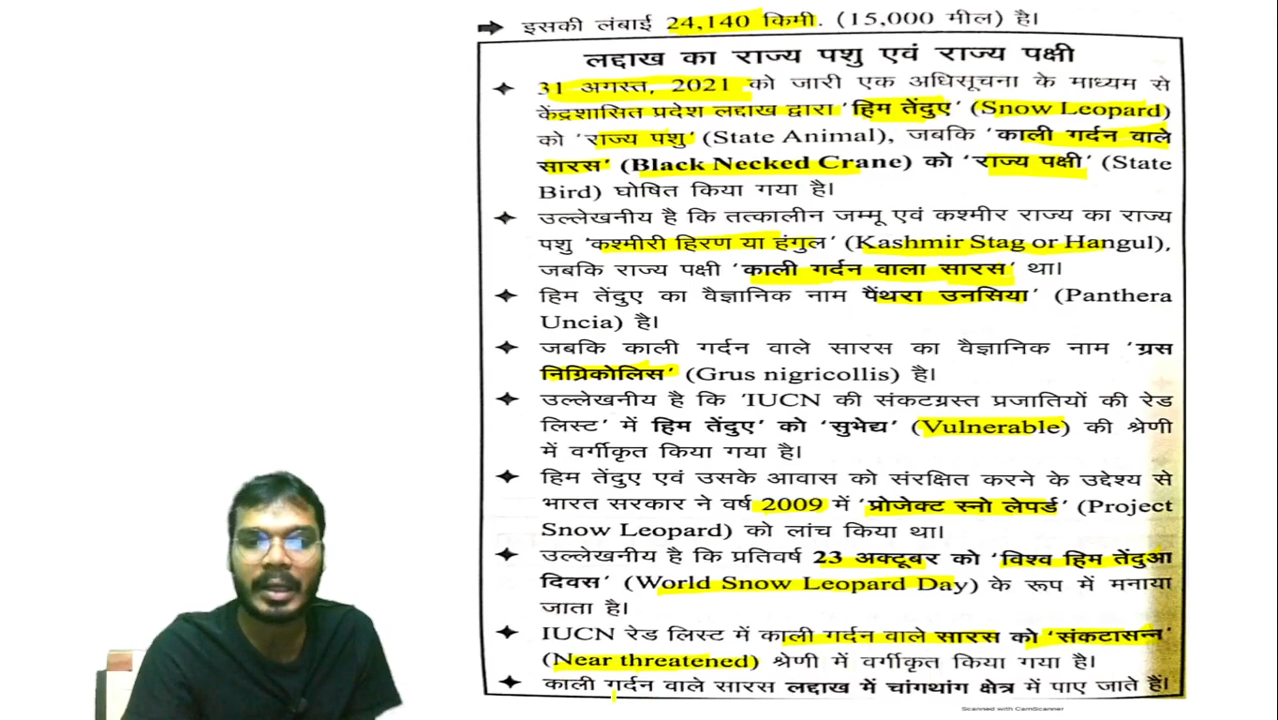 ➡ इसकी लंबाई 24,140 किमी. (15,000 मील) है।
लद्दाख का राज्य पशु एवं राज्य पक्षी
✦ 31 अगस्त, 2021 को जारी एक अधिसूचना के माध्यम से
केंद्रशासित प्रदेश लद्दाख द्वारा 'हिम तेंदुए' (Snow Leopard)
को 'राज्य पशु' (State Animal), जबकि 'काली गर्दन वाले
सारस' (Black Necked Crane) को 'राज्य पक्षी' (State
Bird) घोषित किया गया है।
✦ उल्लेखनीय है कि तत्कालीन जम्मू एवं कश्मीर राज्य का राज्य
पशु 'कश्मीरी हिरण या हंगुल' (Kashmir Stag or Hangul),
जबकि राज्य पक्षी 'काली गर्दन वाला सारस' था।
✦ हिम तेंदुए का वैज्ञानिक नाम पैंथरा उनसिया' (Panthera
Uncia) है।
✦ जबकि काली गर्दन वाले सारस का वैज्ञानिक नाम 'ग्रस
निग्रिकोलिस' (Grus nigricollis) है।
✦ उल्लेखनीय है कि 'IUCN की संकटग्रस्त प्रजातियों की रेड
लिस्ट' में हिम तेंदुए' को 'सुभेद्य' (Vulnerable) की श्रेणी
में वर्गीकृत किया गया है।
✦ हिम तेंदुए एवं उसके आवास को संरक्षित करने के उद्देश्य से
भारत सरकार ने वर्ष 2009 में 'प्रोजेक्ट स्नो लेपर्ड' (Project
Snow Leopard) को लांच किया था।
✦ उल्लेखनीय है कि प्रतिवर्ष 23 अक्टूबर को 'विश्व हिम तेंदुआ
दिवस' (World Snow Leopard Day) के रूप में मनाया
जाता है।
✦ IUCN रेड लिस्ट में काली गर्दन वाले सारस को 'संकटासन्न'
(Near threatened) श्रेणी में वर्गीकृत किया गया है।
✦ काली गर्दन वाले सारस लद्दाख में चांगथांग क्षेत्र में पाए जाते हैं।
Scanned with CamScanner